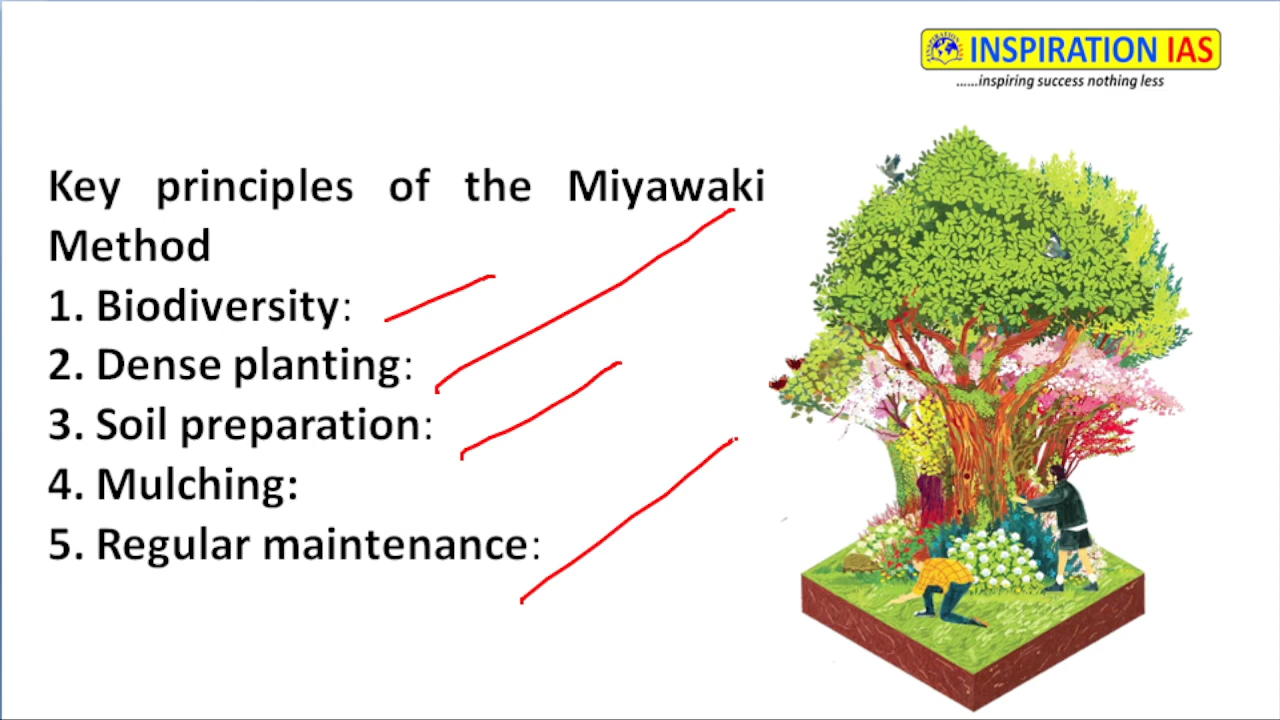 INSPIRATION IAS
......inspiring success nothing less
Key principles of the Miyawaki
Method
1. Biodiversity:
2. Dense planting:
3. Soil preparation:
4. Mulching:
5. Regular maintenance: